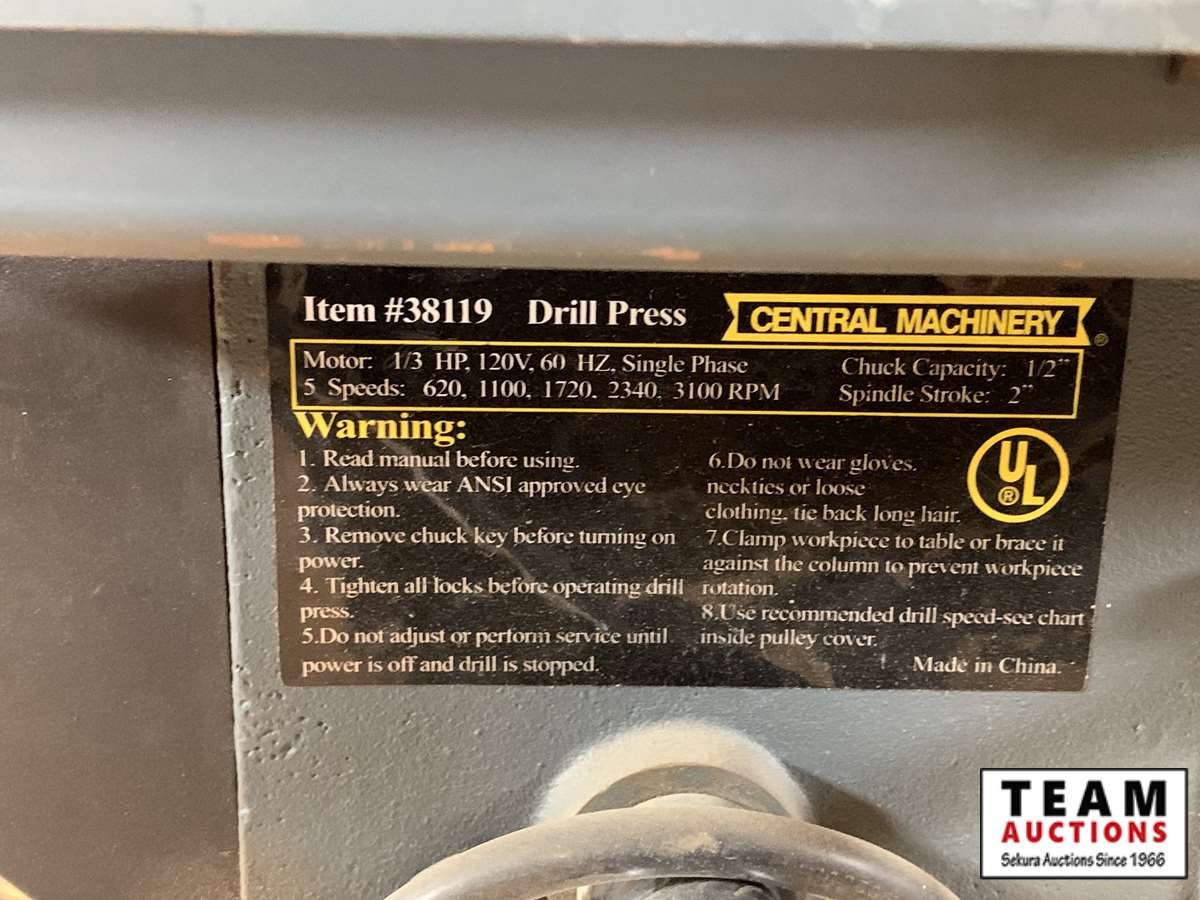 Item #38119 Drill Press CENTRAL MACHINERY®
Motor: 1/3 HP, 120V, 60 HZ, Single Phase
5 Speeds: 620, 1100, 1720, 2340, 3100 RPM
Chuck Capacity: 1/2"
Spindle Stroke: 2"
Warning:
1. Read manual before using.
2. Always wear ANSI approved eye
protection.
3. Remove chuck key before turning on
power.
4. Tighten all locks before operating drill
press.
5.Do not adjust or perform service until
power is off and drill is stopped.
6.Do not wear gloves.
neckties or loose
clothing, tie back long hair.
7.Clamp workpiece to table or brace it
against the column to prevent workpiece
rotation.
8.Use recommended drill speed-see chart
inside pulley cover.
Made in China.
UL®
TEAM
AUCTIONS
Sekura Auctions Since 1966